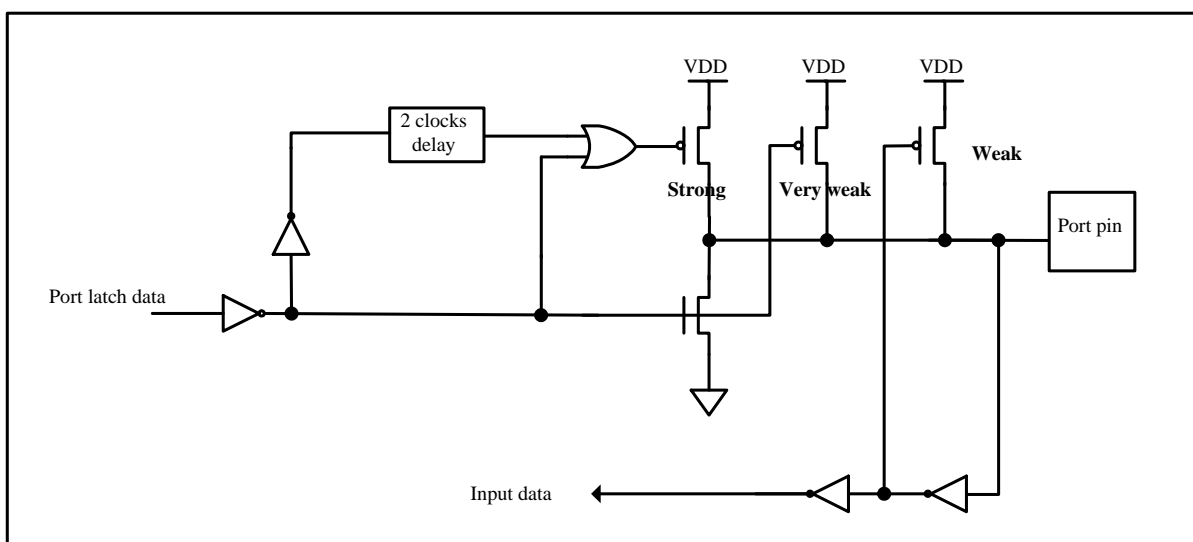 VDD
VDD
VDD
2 clocks
delay
Weak
Strong
Very weak
Port pin
Port latch data
Input data